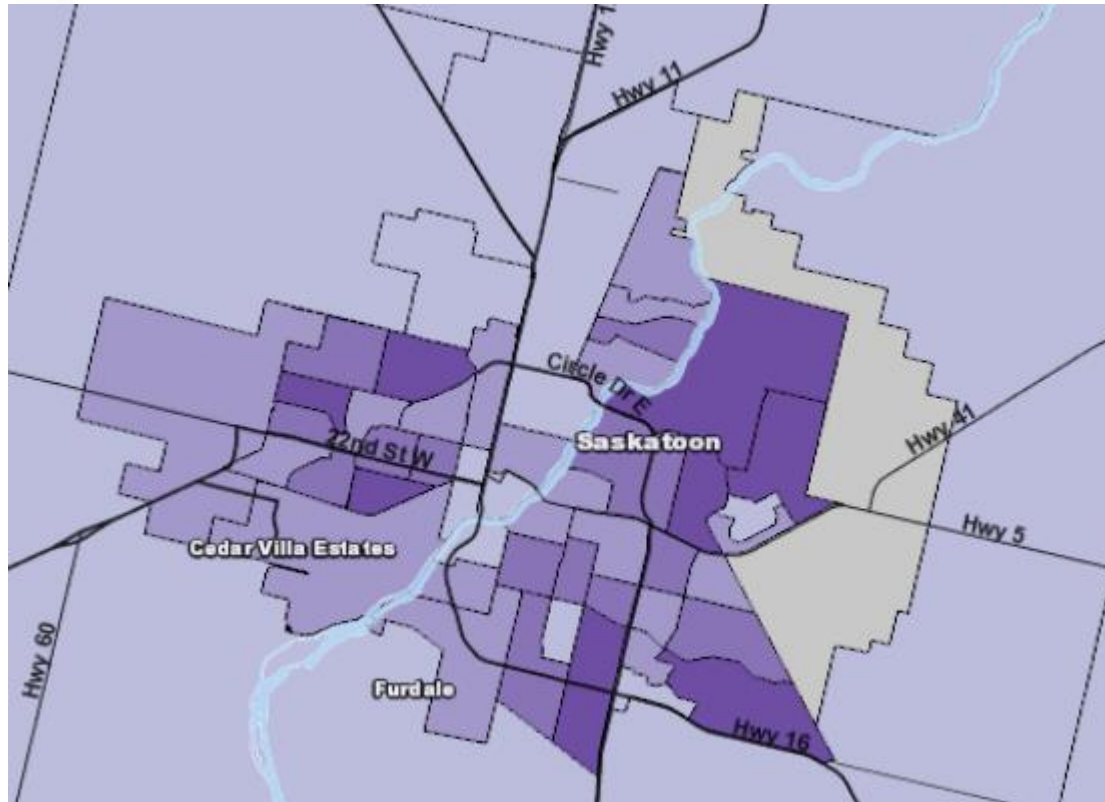 Hwy 1
Hwy 11
Circle Dr E
Hwy 41
22nd St W
Saskatoon
Hwy 5
Cedar Villa Estates
Hwy 60
Furdale
Hwy 16